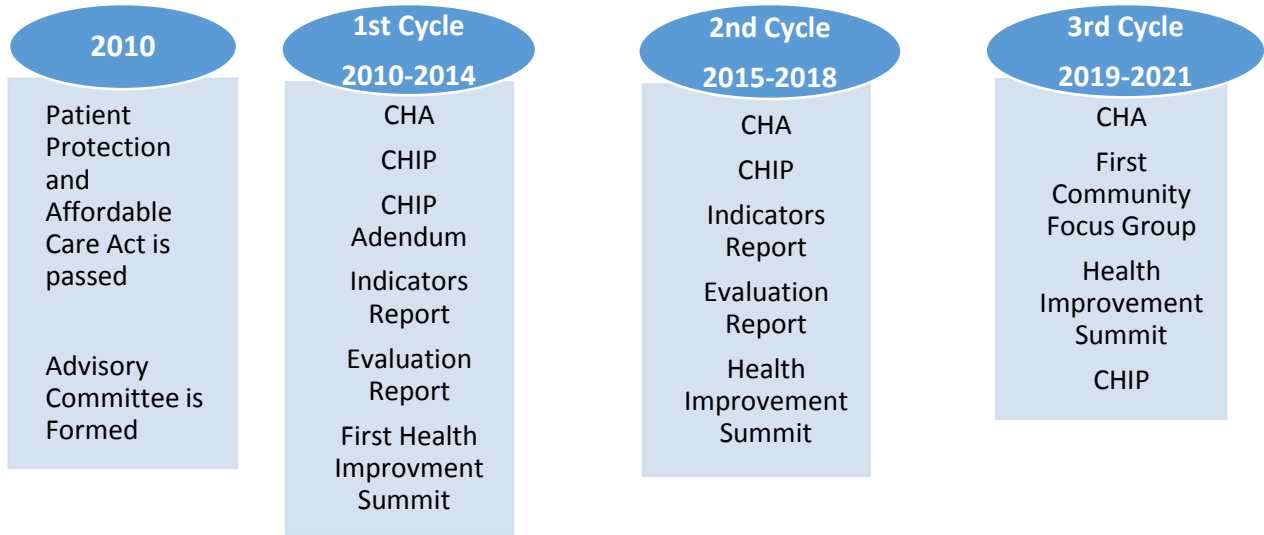 2010
Patient
Protection
and
Affordable
Care Act is
passed
Advisory
Committee is
Formed
1st Cycle
2010-2014
CHA
CHIP
CHIP
Adendum
Indicators
Report
Evaluation
Report
First Health
Improvment
Summit
2nd Cycle
2015-2018
CHA
CHIP
Indicators
Report
Evaluation
Report
Health
Improvement
Summit
3rd Cycle
2019-2021
CHA
First
Community
Focus Group
Health
Improvement
Summit
CHIP